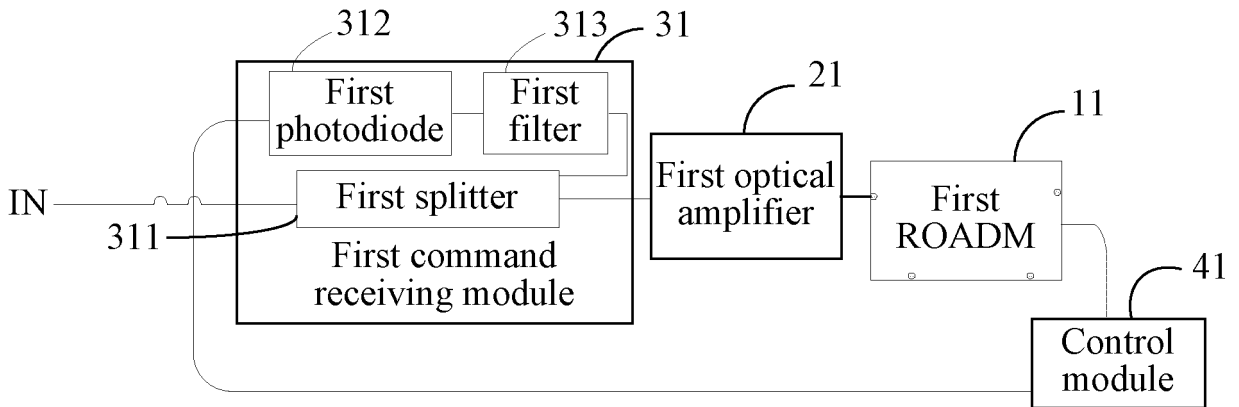 312
313
31
First
photodiode
First
filter
21
11
IN
First splitter
311
First command
receiving module
First optical
amplifier
First
ROADM
41
Control
module